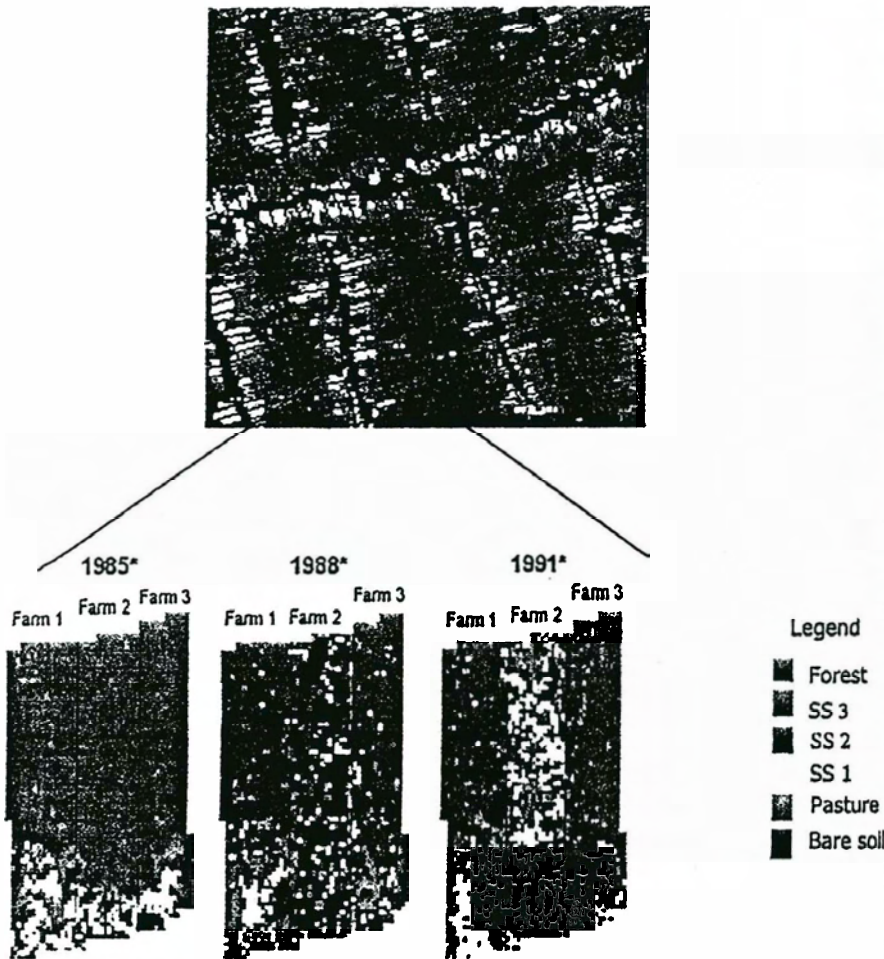 1985*
1988*
1991*
Farm 1
Farm 2
Farm 3
Farm 1
Farm 2
Farm 3
Farm 1
Farm 2
Farm 3
Legend
Forest
SS 3
SS 2
SS 1
Pasture
Bare soil